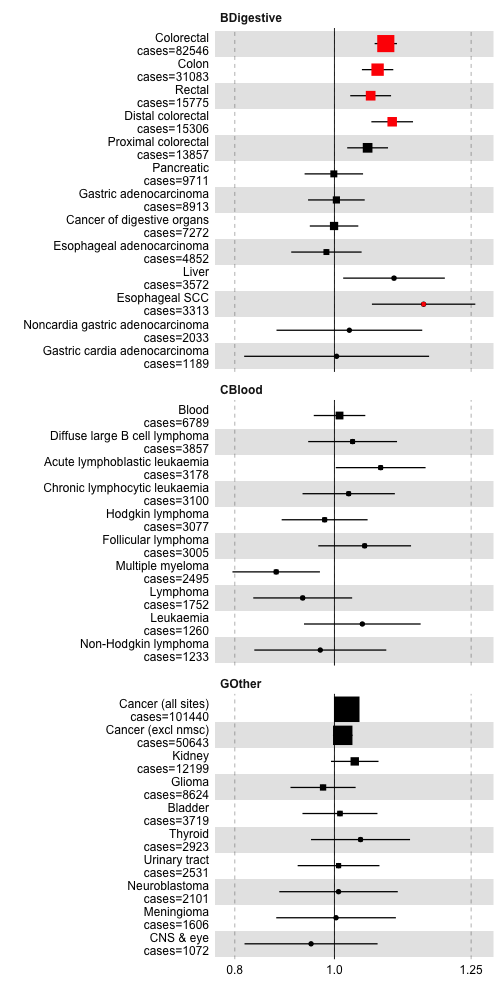 BDigestive
Colorectal
cases=82546
Colon
cases=31083
Rectal
cases=15775
Distal colorectal
cases=15306
Proximal colorectal
cases=13857
Pancreatic
cases=9711
Gastric adenocarcinoma
cases=8913
Cancer of digestive organs
cases=7272
Esophageal adenocarcinoma
cases=4852
Liver
cases=3572
Esophageal SCC
cases=3313
Noncardia gastric adenocarcinoma
cases=2033
Gastric cardia adenocarcinoma
cases=1189
CBlood
Blood
cases=6789
Diffuse large B cell lymphoma
cases=3857
Acute lymphoblastic leukaemia
cases=3178
Chronic lymphocytic leukaemia
cases=3100
Hodgkin lymphoma
cases=3077
Follicular lymphoma
cases=3005
Multiple myeloma
cases=2495
Lymphoma
cases=1752
Leukaemia
cases=1260
Non-Hodgkin lymphoma
cases=1233
GOther
Cancer (all sites)
cases=101440
Cancer (excl nmsc)
cases=50643
Kidney
cases=12199
Glioma
cases=8624
Bladder
cases=3719
Thyroid
cases=2923
Urinary tract
cases=2531
Neuroblastoma
cases=2101
Meningioma
cases=1606
CNS & eye
cases=1072
0.8 1.0 1.25